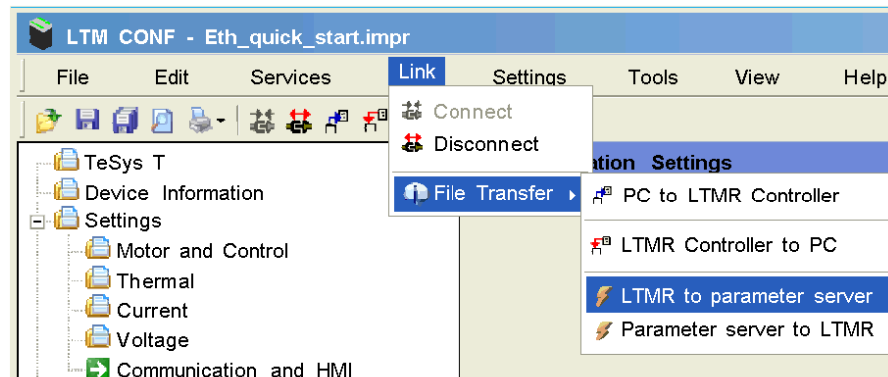 LTM CONF - Eth_quick_start.impr
File Edit Services Link Settings Tools View Help
Connect
Disconnect
File Transfer
ation Settings
PC to LTMR Controller
LTMR Controller to PC
LTMR to parameter server
Parameter server to LTMR
TeSys T
Device Information
Settings
Motor and Control
Thermal
Current
Voltage
Communication and HMI